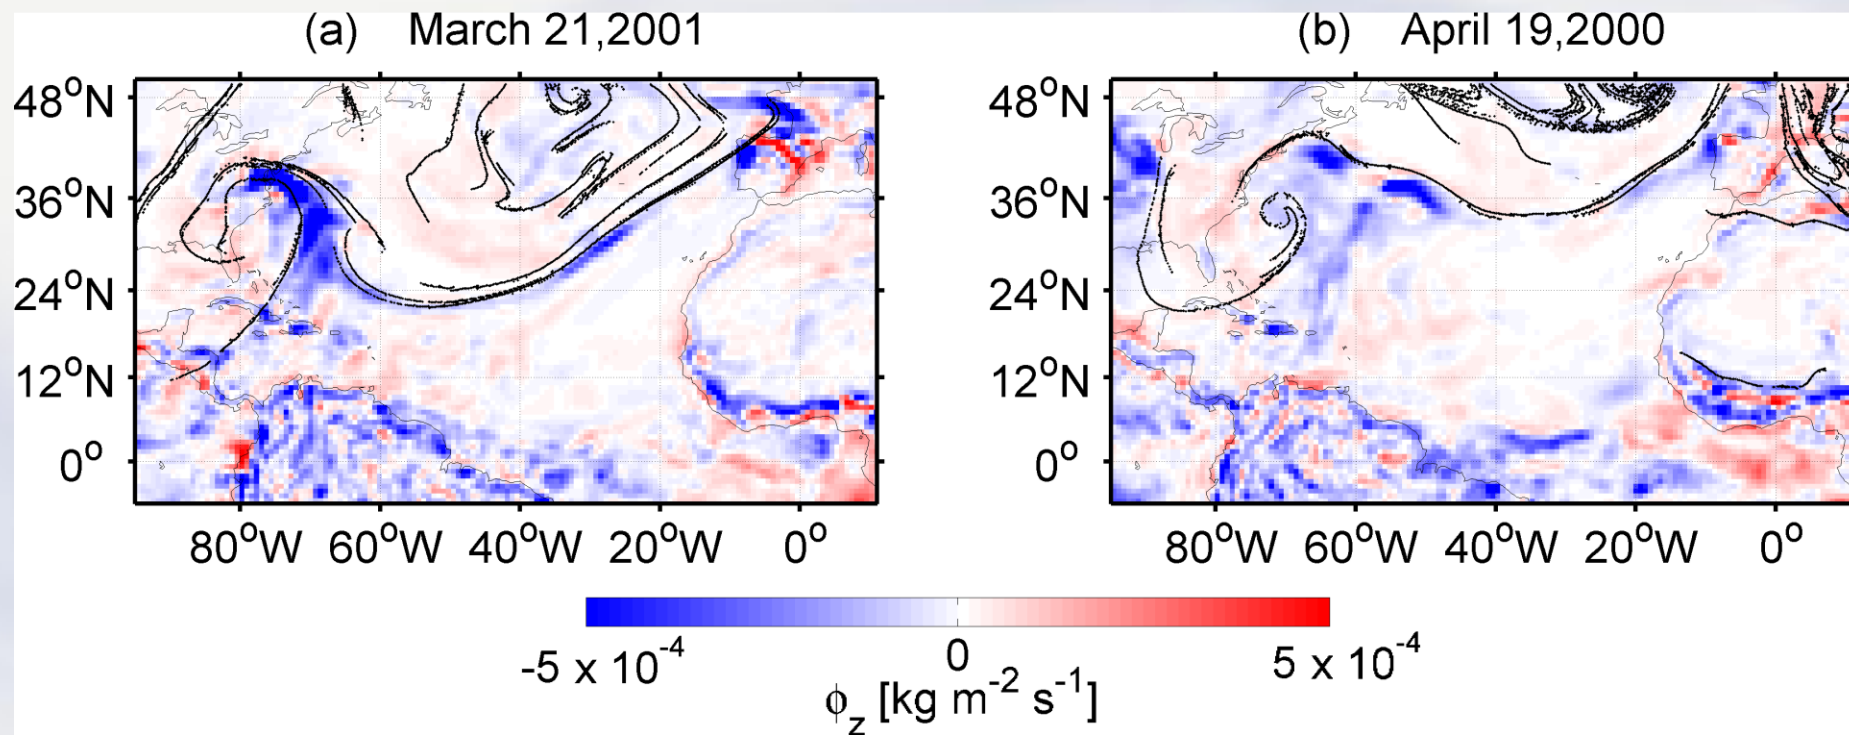 (a) March 21,2001
(b) April 19,2000
48°N
36°N
24°N
12°N
0°
80°W 60°W 40°W 20°W 0°
48°N
36°N
24°N
12°N
0°
80°W 60°W 40°W 20°W 0°
-5 x 10⁻⁴ 0 5 x 10⁻⁴
ϕ_z [kg m⁻² s⁻¹]